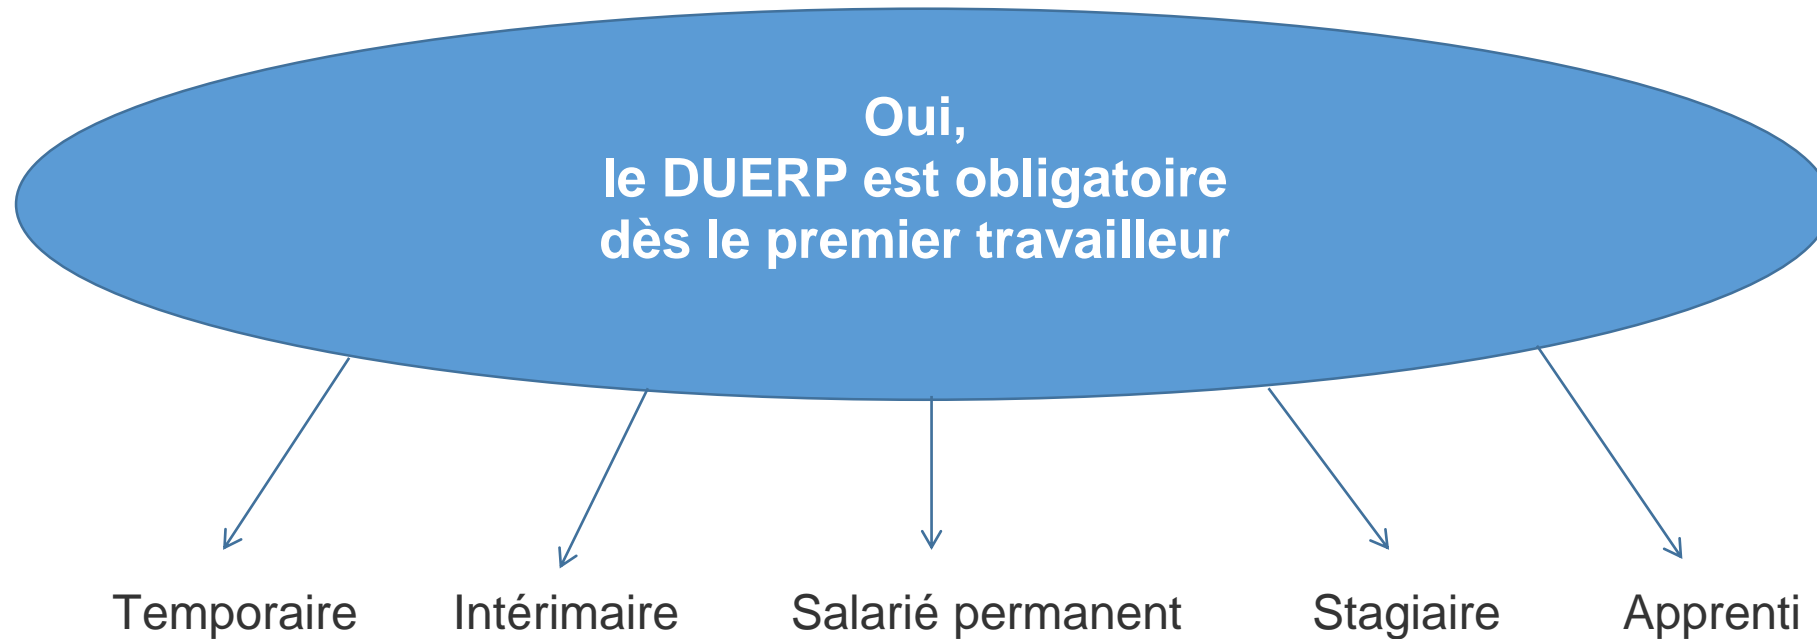 Oui,
le DUERP est obligatoire
dès le premier travailleur
Temporaire Intérimaire Salarié permanent Stagiaire Apprenti